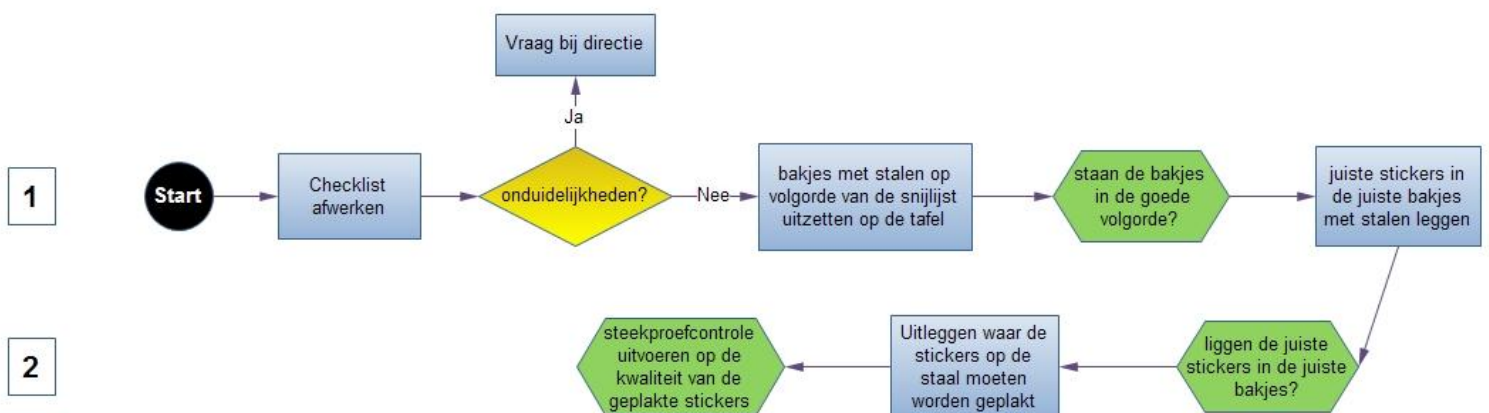 Vraag bij directie
Ja
1
Start
Checklist
afwerken
onduidelijkheden?
Nee
bakjes met stalen op
volgorde van de snijlijst
uitzetten op de tafel
staan de bakjes
in de goede
volgorde?
juiste stickers in
de juiste bakjes
met stalen leggen
2
steekproefcontrole
uitvoeren op de
kwaliteit van de
geplakte stickers
Uitleggen waar de
stickers op de
staal moeten
worden geplakt
liggen de juiste
stickers in de juiste
bakjes?